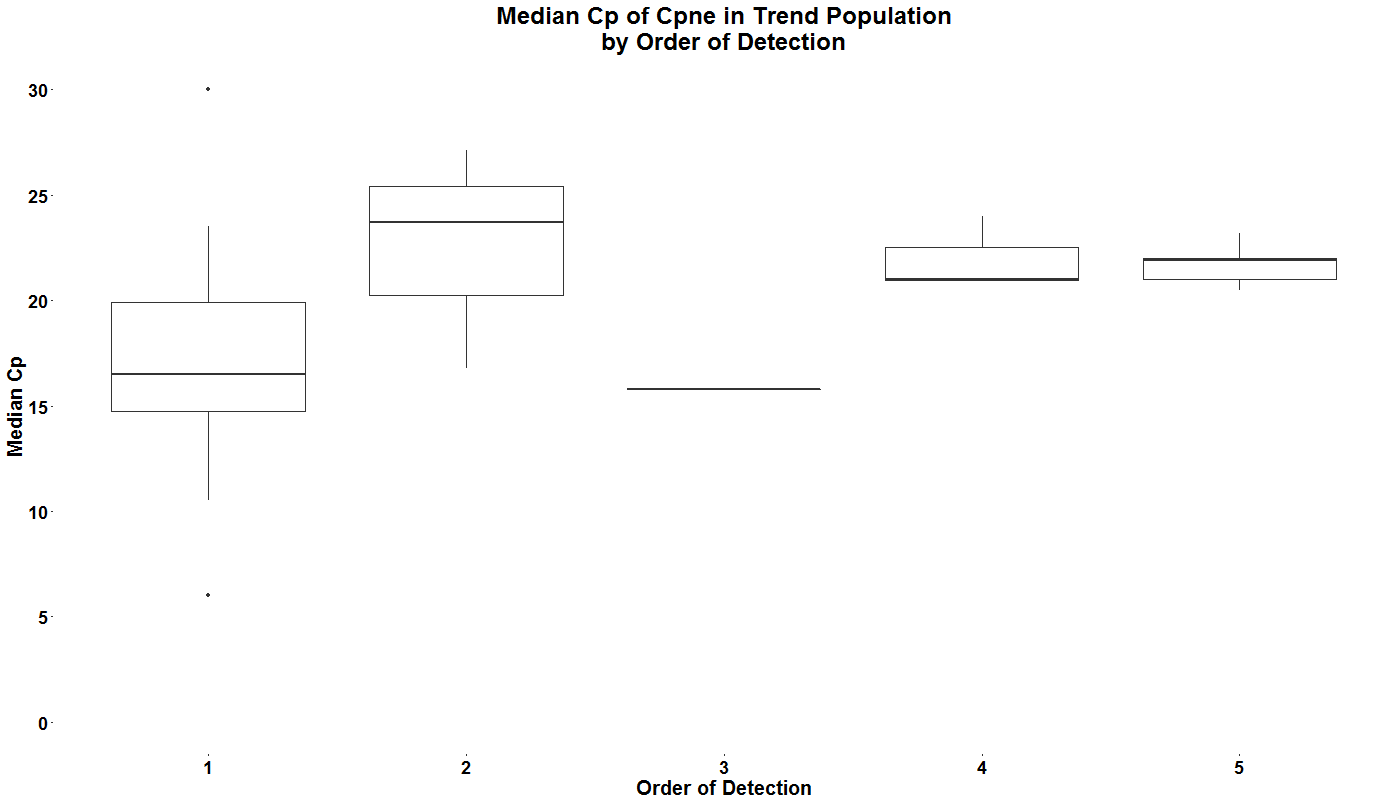 Median Cp of Cpne in Trend Population
by Order of Detection
30
25
20
15
10
5
0
Median Cp
1 2 3 4 5
Order of Detection